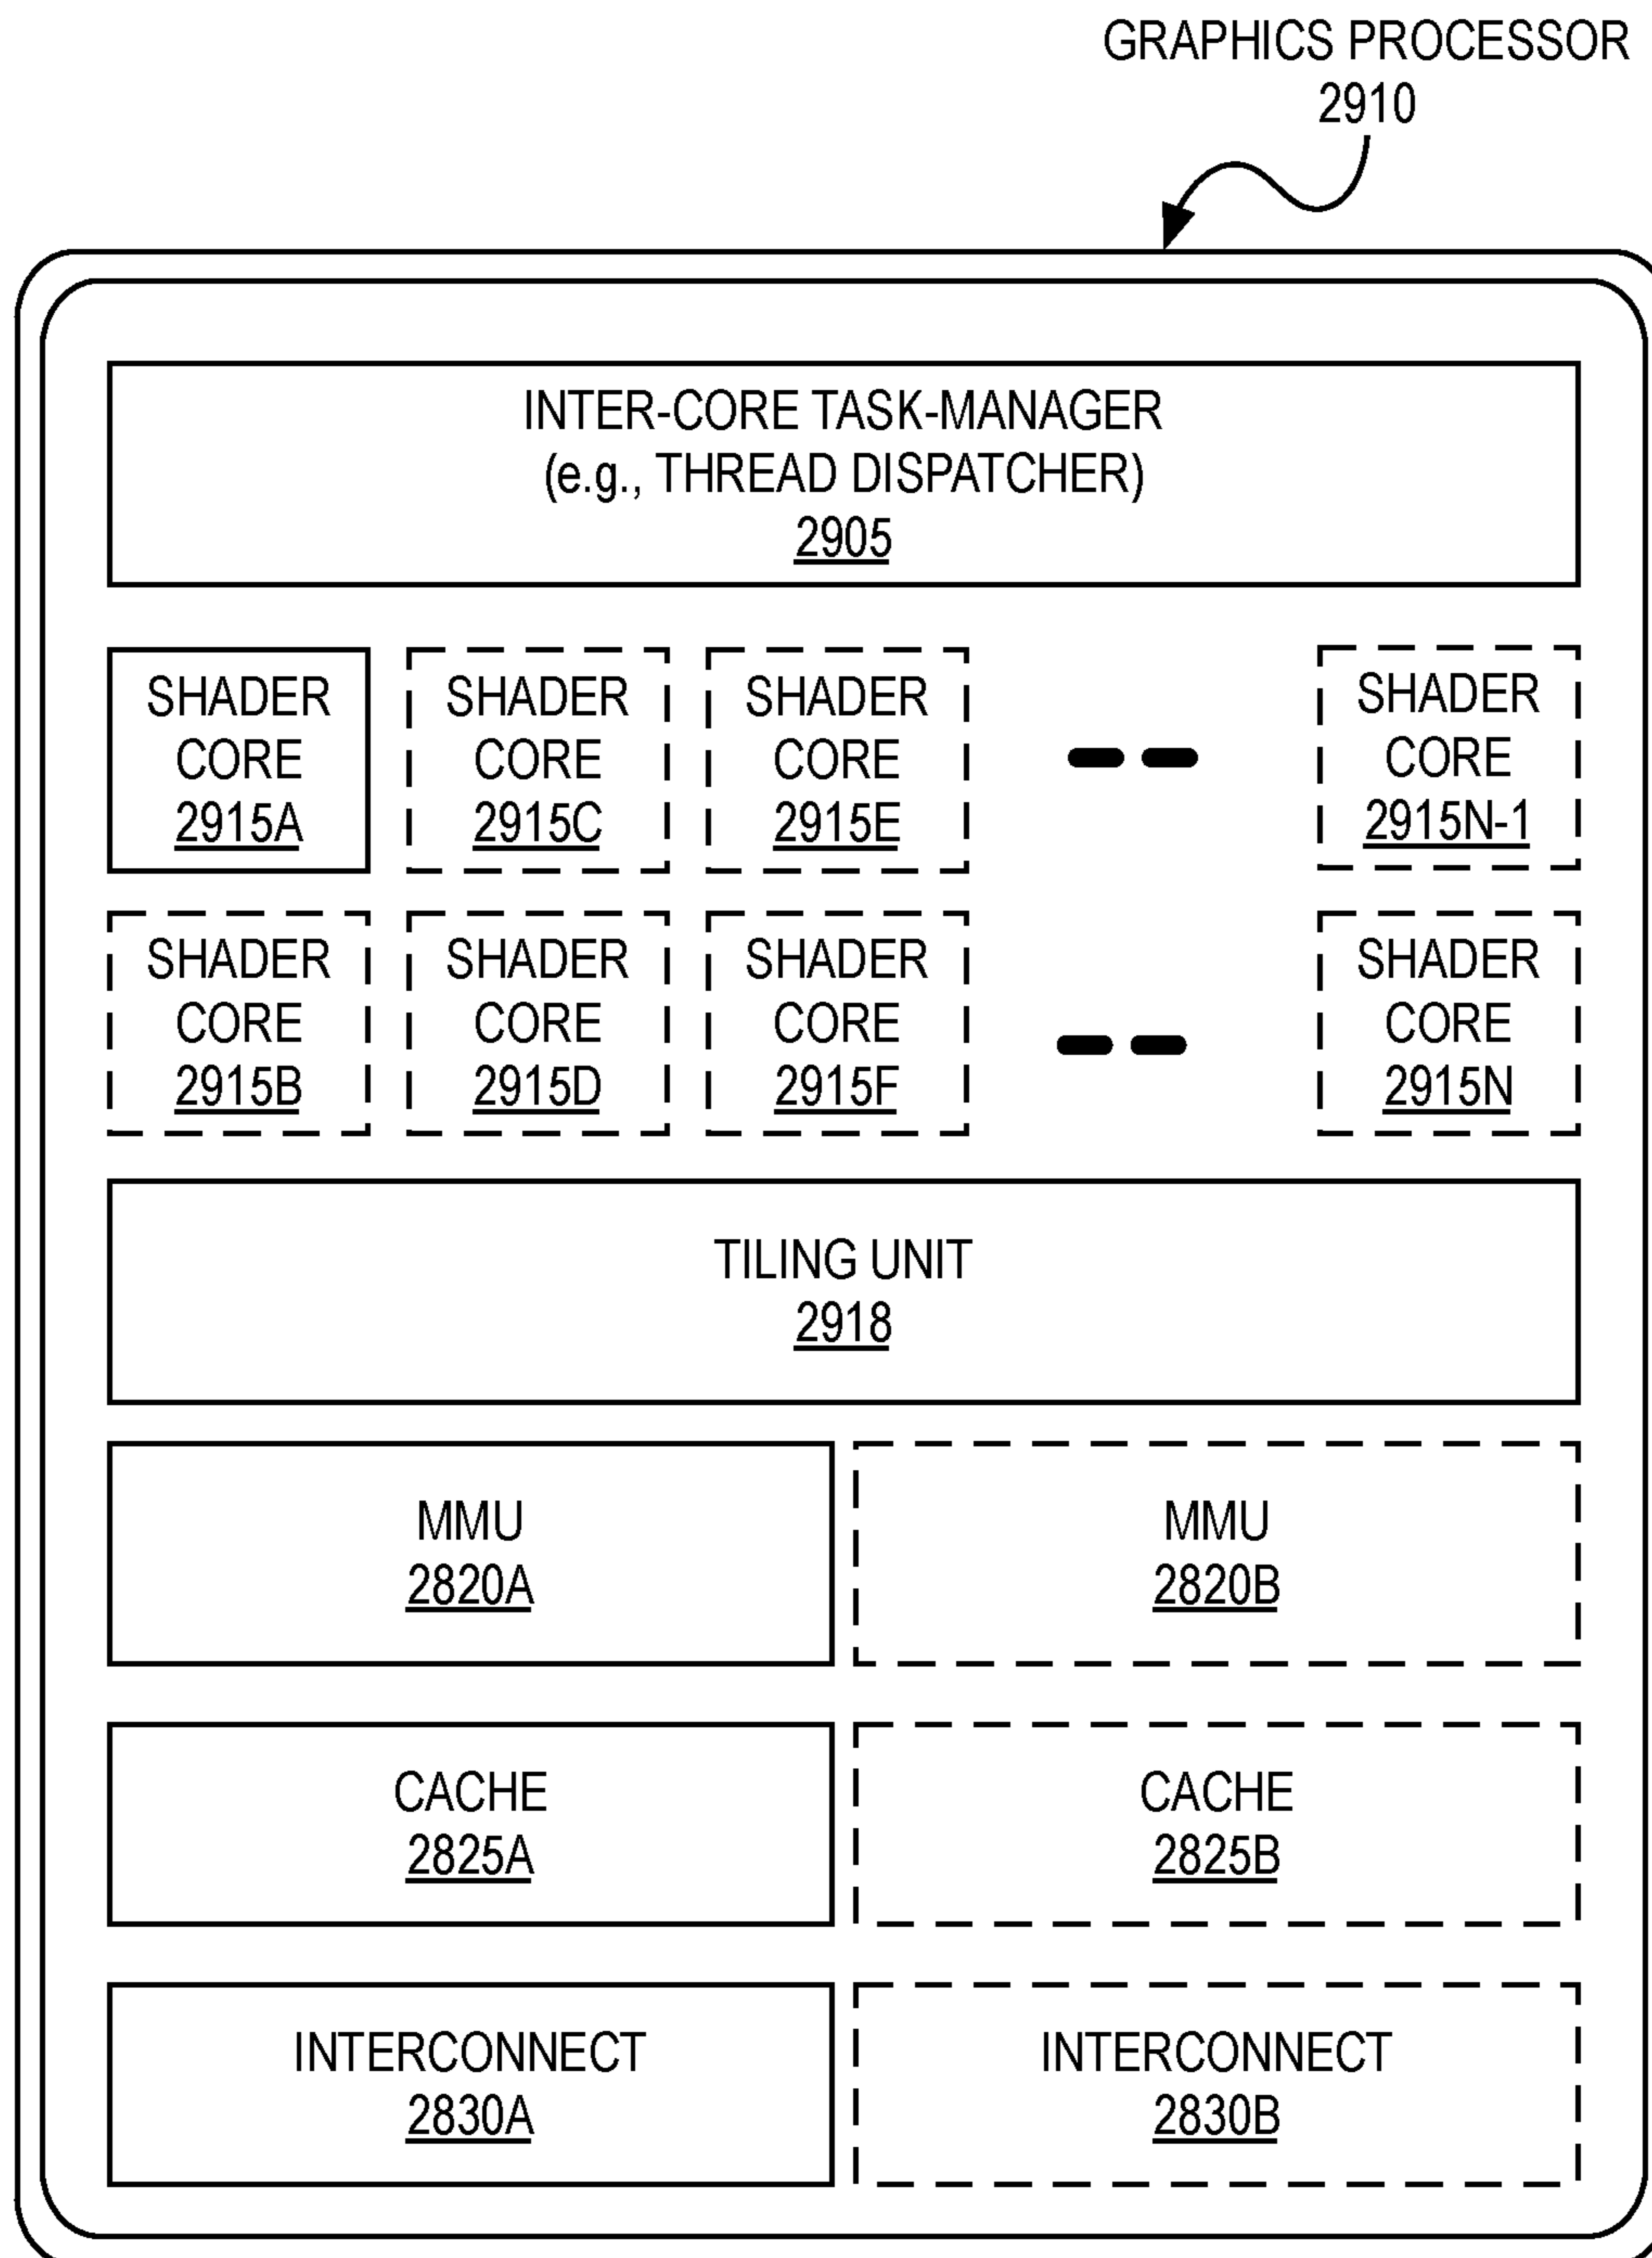 GRAPHICS PROCESSOR
2910
INTER-CORE TASK-MANAGER
(e.g., THREAD DISPATCHER)
2905
SHADER
CORE
2915A
SHADER
CORE
2915C
SHADER
CORE
2915E
SHADER
CORE
2915N-1
SHADER
CORE
2915B
SHADER
CORE
2915D
SHADER
CORE
2915F
SHADER
CORE
2915N
TILING UNIT
2918
MMU
2820A
MMU
2820B
CACHE
2825A
CACHE
2825B
INTERCONNECT
2830A
INTERCONNECT
2830B